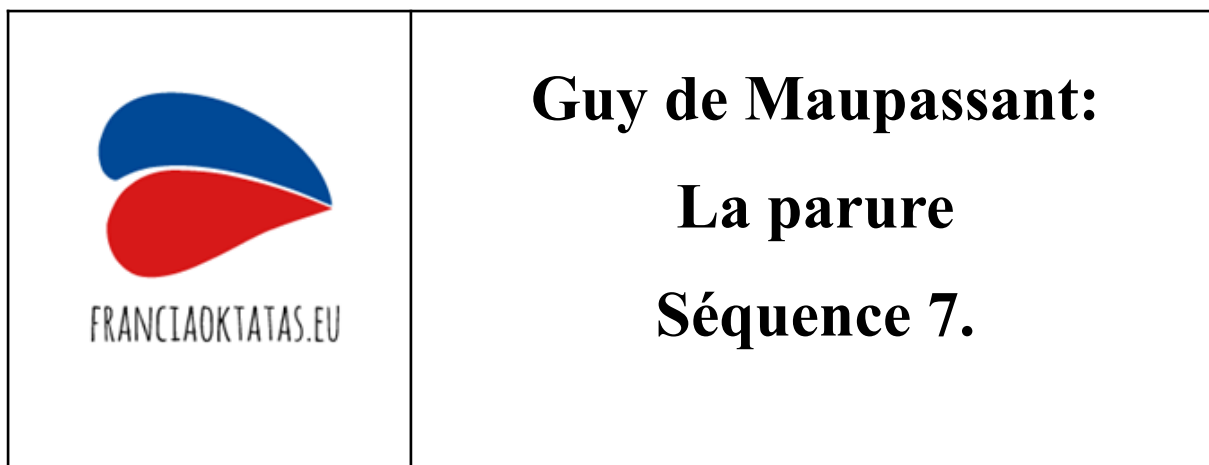 FRANCIAOKTATAS.EU
Guy de Maupassant:
La parure
Séquence 7.